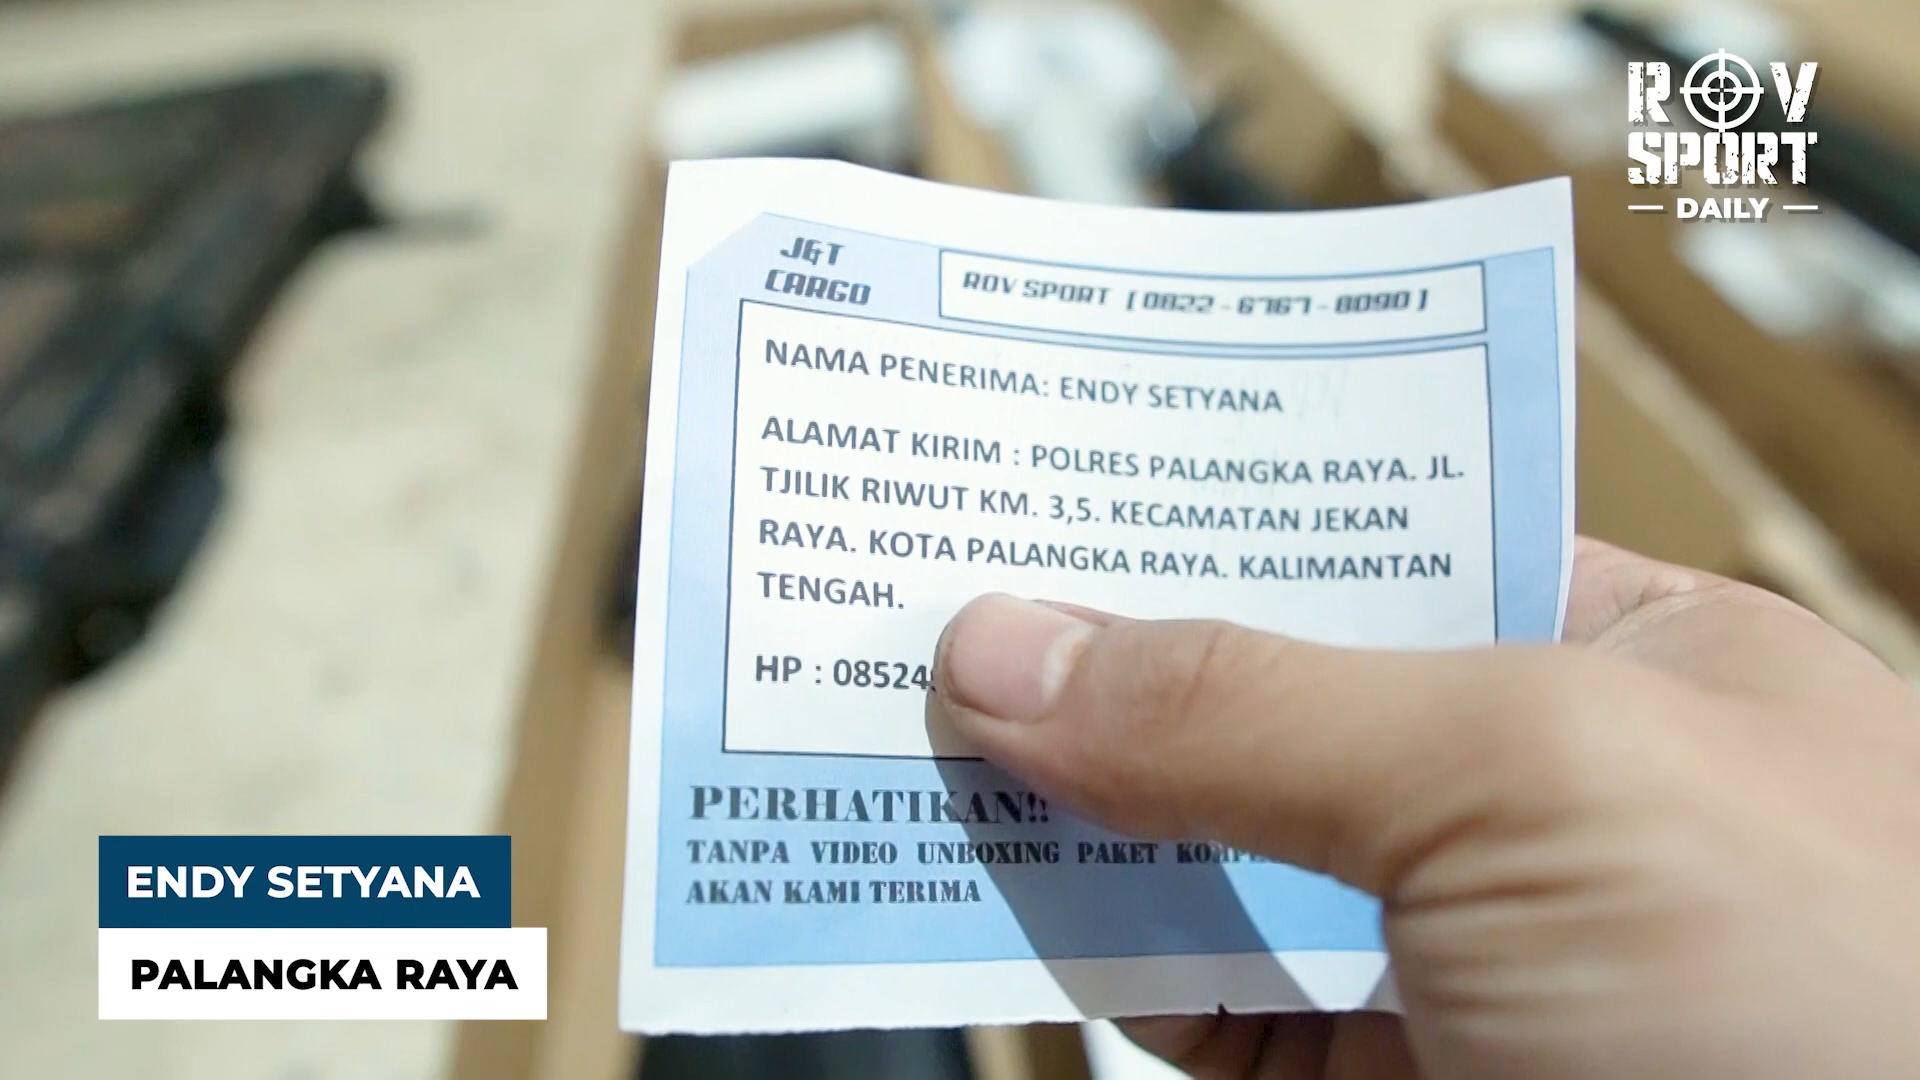 ROV
SPORT
DAILY
J&T
CARGO
ROV SPORT [ 0822 - 6767 - 8090 ]
NAMA PENERIMA: ENDY SETYANA
ALAMAT KIRIM : POLRES PALANGKA RAYA. JL.
TJILIK RIWUT KM. 3,5. KECAMATAN JEKAN
RAYA. KOTA PALANGKA RAYA. KALIMANTAN
TENGAH.
HP : 08524
PERHATIKAN!!
TANPA VIDEO UNBOXING PAKET
AKAN KAMI TERIMA
ENDY SETYANA
PALANGKA RAYA